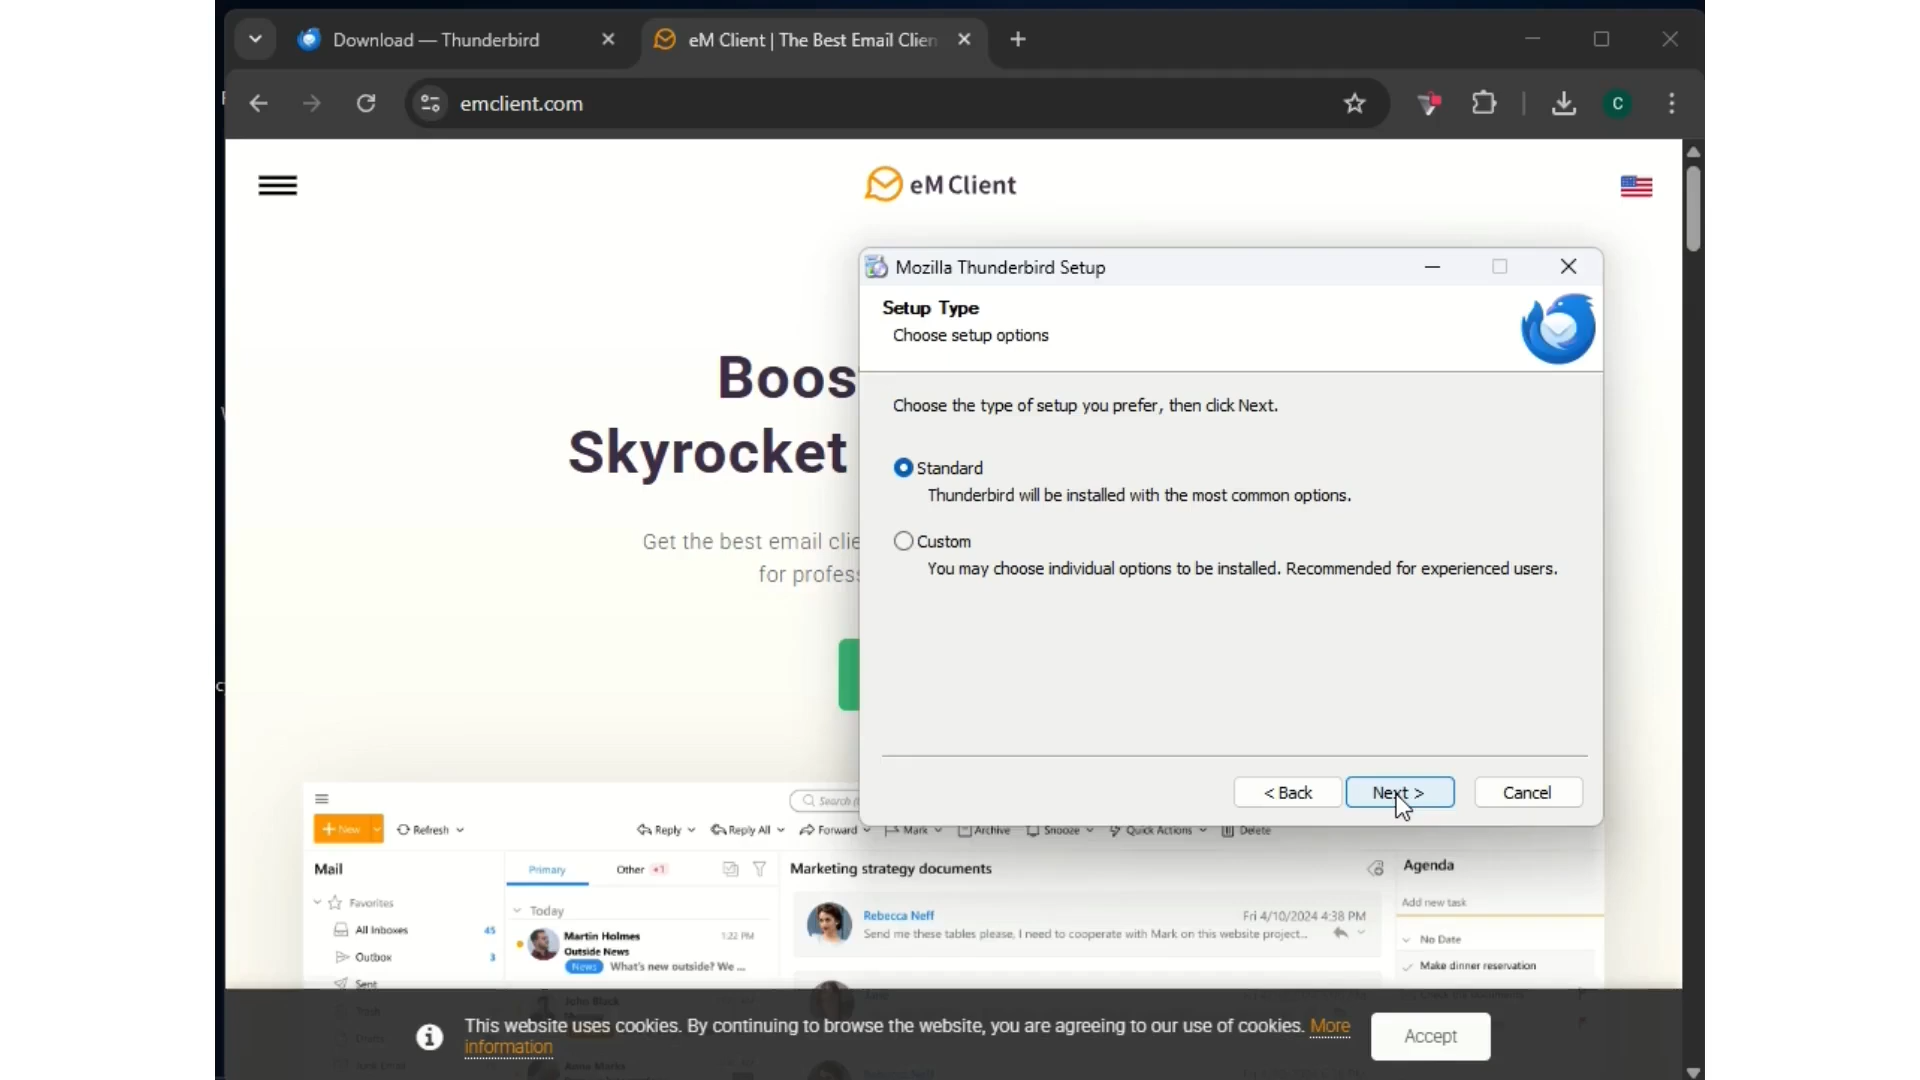 Download — Thunderbird
eM Client | The Best Email Clien
emclient.com
C
eM Client
Boos
Skyrocket
Get the best email clie
for profes
Mozilla Thunderbird Setup
Setup Type
Choose setup options
Choose the type of setup you prefer, then click Next.
Standard
Thunderbird will be installed with the most common options.
Custom
You may choose individual options to be installed. Recommended for experienced users.
< Back
Next >
Cancel
Search
New
Refresh
Reply
Reply All
Forward
Mark
Archive
Snooze
Quick Actions
Delete
Mail
Primary
Other +1
Marketing strategy documents
Agenda
Favorites
Today
Add new task
All Inboxes 45
Martin Holmes 1:22 PM
Outside News
News What's new outside? We ...
Rebecca Neff Fri 4/10/2024 4:38 PM
Send me these tables please, I need to cooperate with Mark on this website project...
No Date
Outbox 3
Make dinner reservation
Sent
This website uses cookies. By continuing to browse the website, you are agreeing to our use of cookies. More
information
Accept